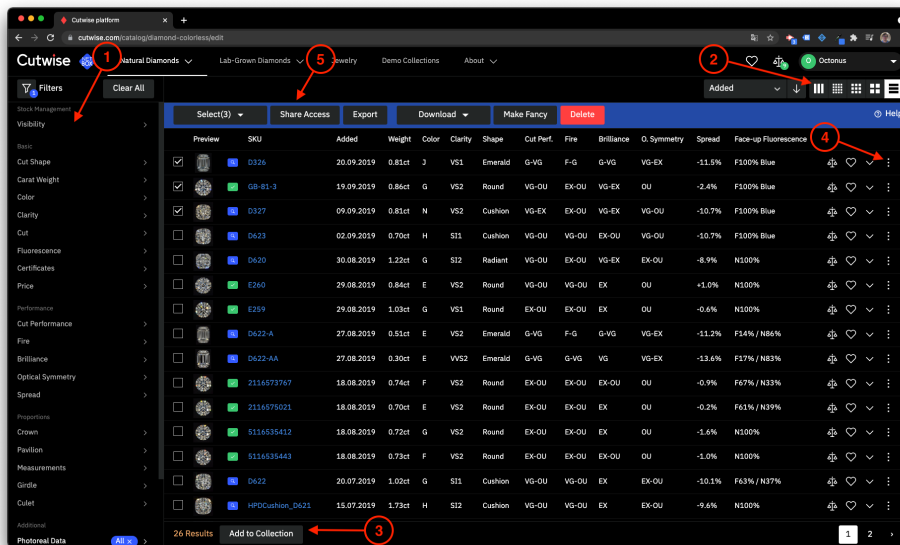 Cutwise platform
cutwise.com/catalog/diamond-colorless/edit
Cutwise Natural Diamonds Lab-Grown Diamonds Jewelry Demo Collections About Octonus
1
5
2
Filters Clear All Added
Stock Management
Visibility
Select(3) Share Access Export Download Make Fancy Delete Help
4
Preview SKU Added Weight Color Clarity Shape Cut Perf. Fire Brilliance O. Symmetry Spread Face-up Fluorescence
D326 20.09.2019 0.81ct J VS1 Emerald G-VG F-G G-VG VG-EX -11.5% F100% Blue
GB-81-3 19.09.2019 0.86ct G VS2 Round VG-OU EX-OU VG-EX OU -2.4% F100% Blue
D327 09.09.2019 0.81ct N VS2 Cushion VG-EX EX-OU VG-EX VG-OU -10.7% F100% Blue
D623 02.09.2019 0.70ct H SI1 Cushion VG-OU VG-OU EX-OU VG-OU -10.7% F100% Blue
D620 30.08.2019 1.22ct G SI2 Radiant VG-OU EX-OU VG-EX EX-OU -8.9% N100%
E260 29.08.2019 0.84ct E VS2 Round VG-OU EX-OU EX OU +1.0% N100%
E259 29.08.2019 1.03ct G VS1 Round VG-OU EX-OU EX OU -0.6% N100%
D622-A 27.08.2019 0.51ct E VS2 Emerald G-VG F-G G-VG VG-EX -11.2% F14% / N86%
D622-AA 27.08.2019 0.30ct E VVS2 Emerald G-VG G-VG VG VG-EX -13.6% F17% / N83%
2116573767 18.08.2019 0.74ct F VS2 Round EX-OU EX-OU EX-OU OU -0.9% F67% / N33%
2116575021 18.08.2019 0.70ct E VS2 Round EX-OU EX-OU EX OU -0.2% F61% / N39%
5116535412 18.08.2019 0.72ct G VS2 Round EX-OU EX-OU EX OU -1.6% N100%
5116535443 18.08.2019 0.73ct F VS2 Round EX-OU EX-OU EX OU -1.0% N100%
D622 20.07.2019 1.02ct G SI1 Cushion VG-OU VG-OU EX EX-OU -10.1% F63% / N37%
HPDCushion_D621 15.07.2019 1.73ct H SI2 Cushion VG-OU VG-OU EX EX-OU -9.6% N100%
Basic
Cut Shape
Carat Weight
Color
Clarity
Cut
Fluorescence
Certificates
Price
Performance
Cut Performance
Fire
Brilliance
Optical Symmetry
Spread
Proportions
Crown
Pavilion
Measurements
Girdle
Culet
Additional
Photoreal Data All ×
26 Results Add to Collection 3 1 2